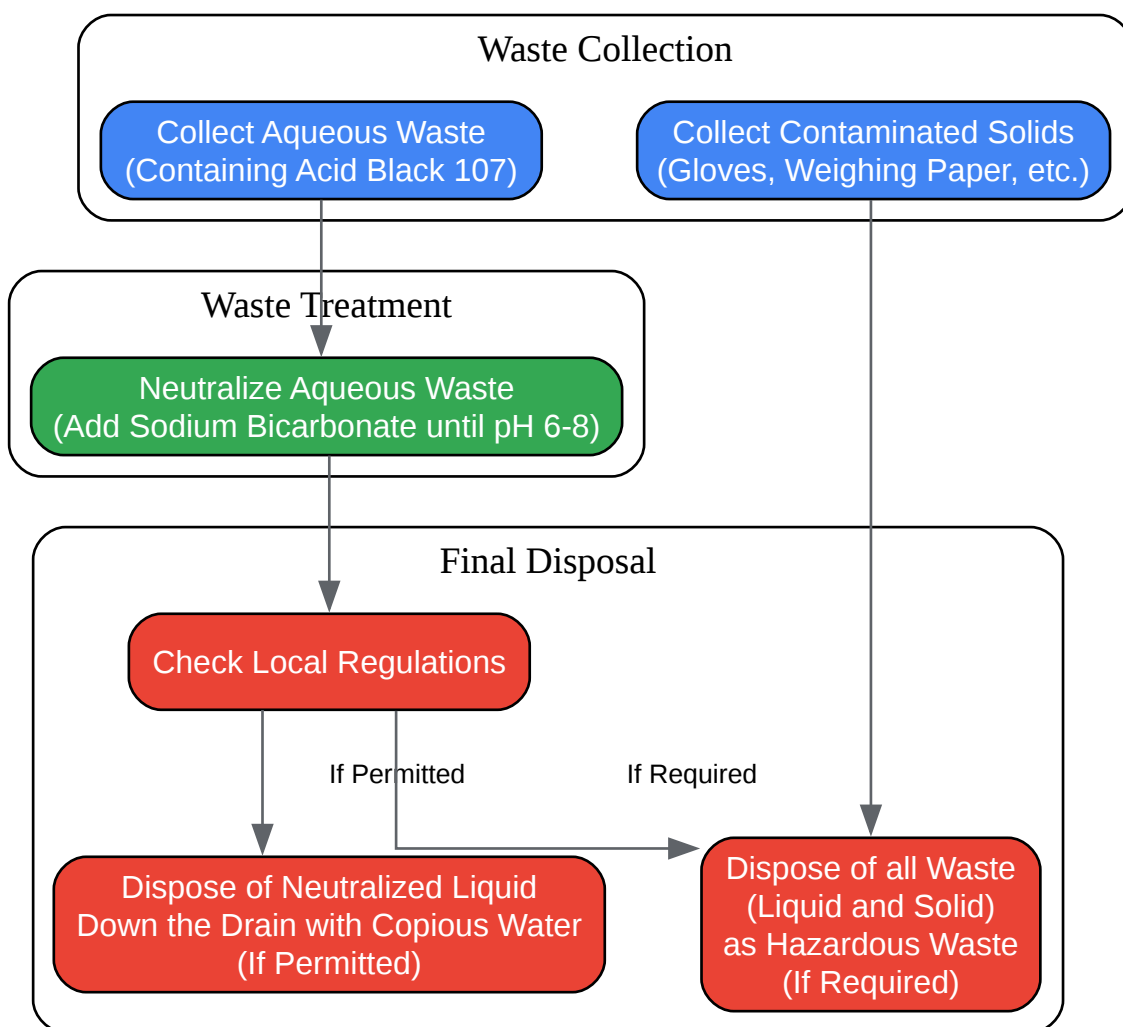 Waste Collection
Collect Aqueous Waste
(Containing Acid Black 107)
Collect Contaminated Solids
(Gloves, Weighing Paper, etc.)
Waste Treatment
Neutralize Aqueous Waste
(Add Sodium Bicarbonate until pH 6-8)
Final Disposal
Check Local Regulations
If Permitted
If Required
Dispose of Neutralized Liquid
Down the Drain with Copious Water
(If Permitted)
Dispose of all Waste
(Liquid and Solid)
as Hazardous Waste
(If Required)